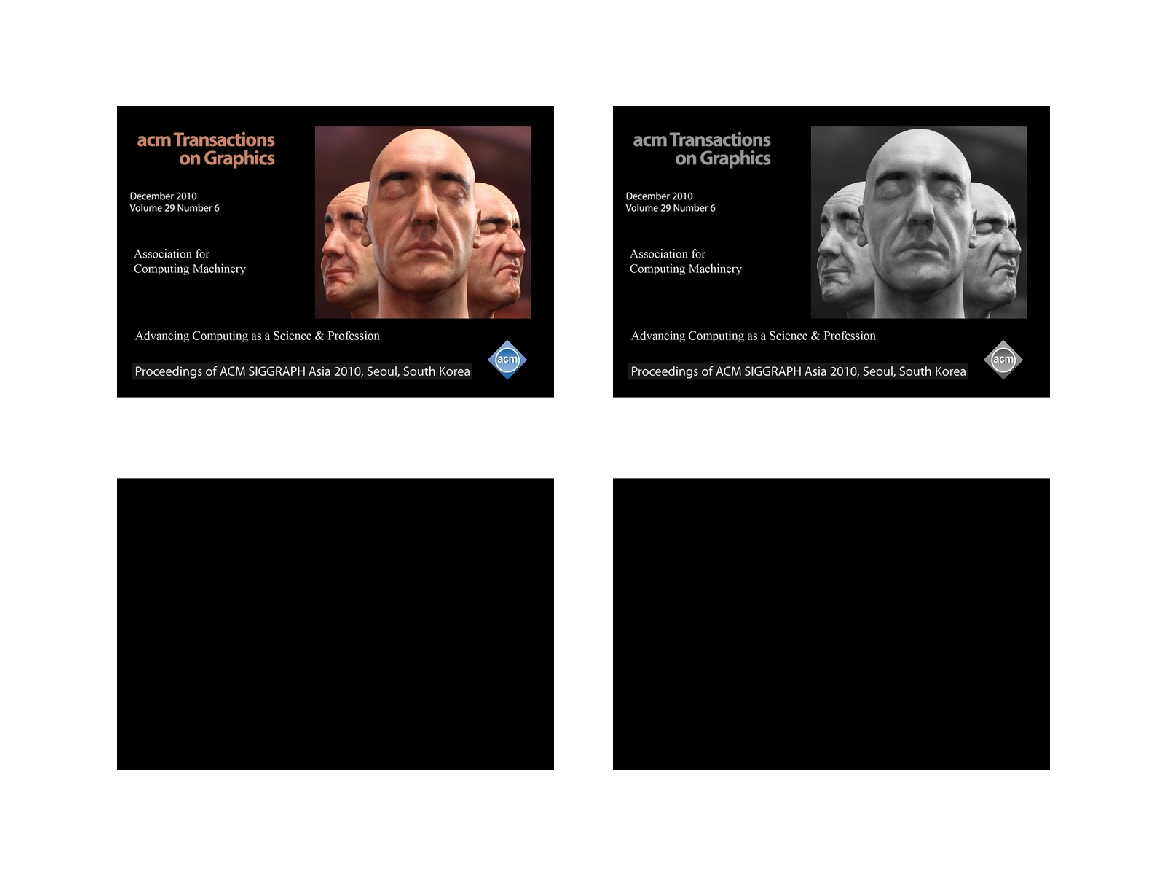 acm Transactions
on Graphics
December 2010
Volume 29 Number 6
Association for
Computing Machinery
Advancing Computing as a Science & Profession
acm
Proceedings of ACM SIGGRAPH Asia 2010, Seoul, South Korea
acm Transactions
on Graphics
December 2010
Volume 29 Number 6
Association for
Computing Machinery
Advancing Computing as a Science & Profession
acm
Proceedings of ACM SIGGRAPH Asia 2010, Seoul, South Korea